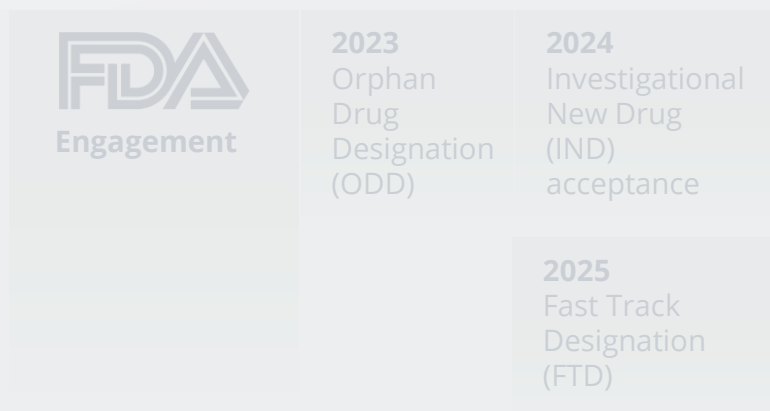 FDA
Engagement
2023
Orphan
Drug
Designation
(ODD)
2024
Investigational
New Drug
(IND)
acceptance
2025
Fast Track
Designation
(FTD)